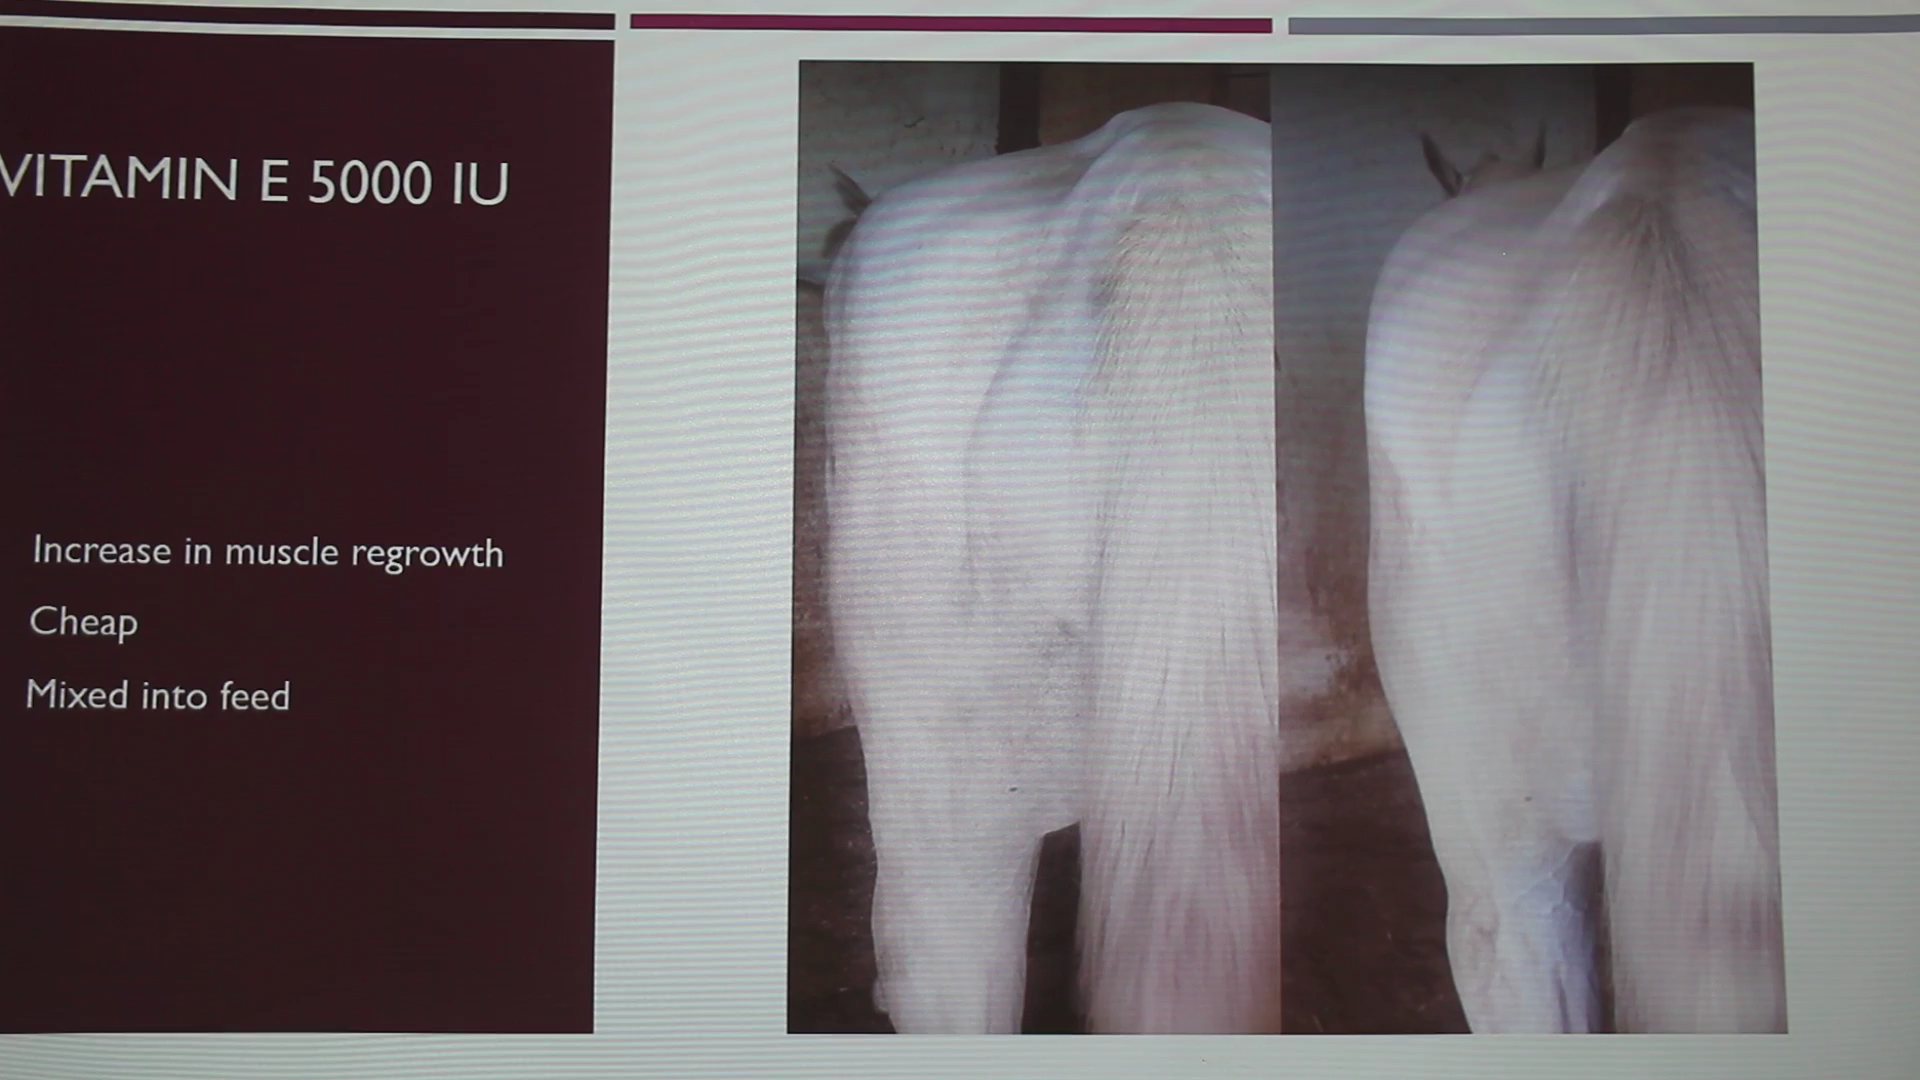 VITAMIN E 5000 IU
Increase in muscle regrowth
Cheap
Mixed into feed